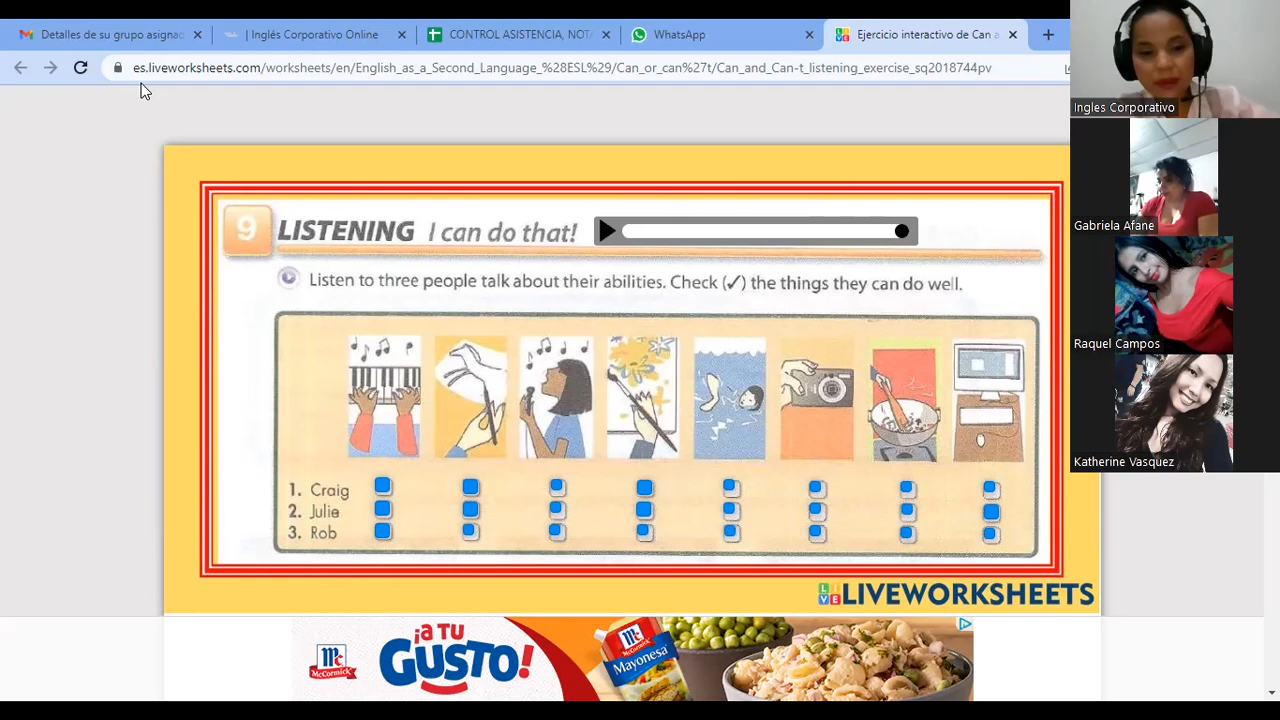 Detalles de su grupo asigna
| Inglés Corporativo Online
CONTROL ASISTENCIA, NOT
WhatsApp
Ejercicio interactivo de Can a
es.liveworksheets.com/worksheets/en/English_as_a_Second_Language_%28ESL%29/Can_or_can%27t/Can_and_Can-t_listening_exercise_sq2018744pv
Ingles Corporativo
Gabriela Afane
Raquel Campos
Katherine Vasquez
9 LISTENING I can do that!
Listen to three people talk about their abilities. Check (✓) the things they can do well.
1. Craig
2. Julie
3. Rob
LIVE LIVEWORKSHEETS
Mc
McCORMICK
¡A TU
GUSTO!
Mc
McCORMICK
Mayonesa